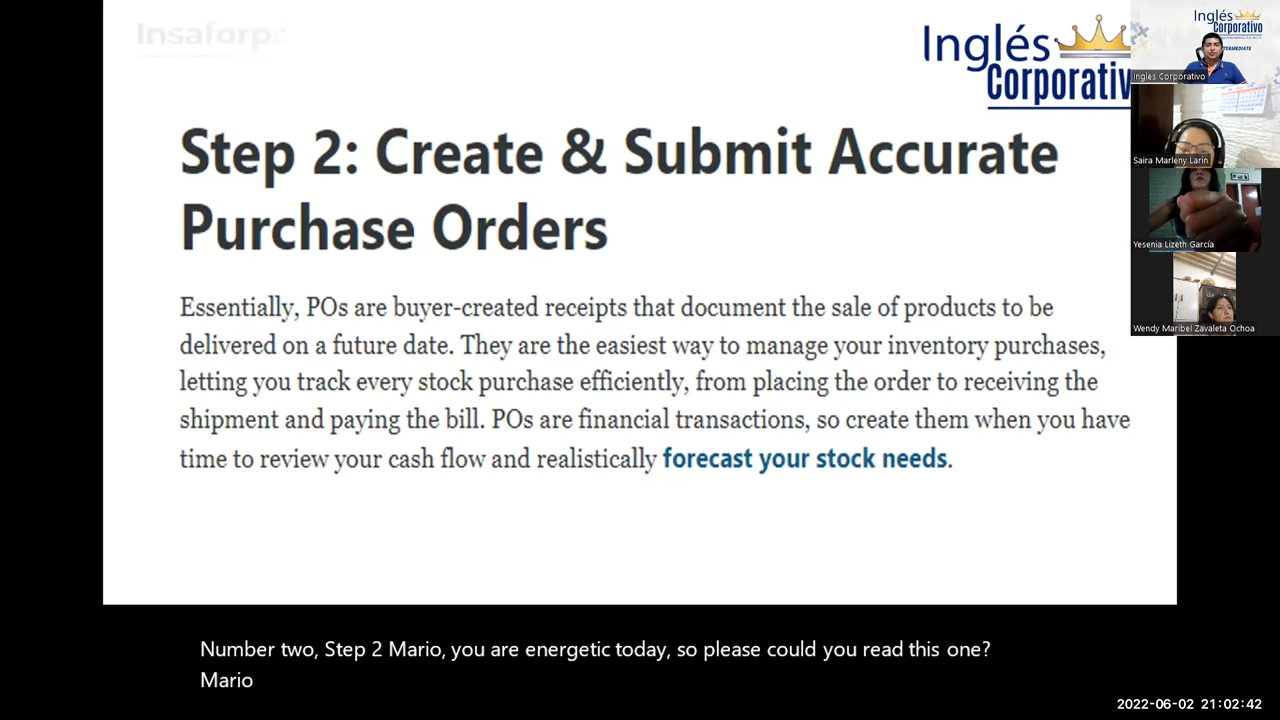 Insaforp
Inglés
Corporativ
Step 2: Create & Submit Accurate
Purchase Orders
Essentially, POs are buyer-created receipts that document the sale of products to be
delivered on a future date. They are the easiest way to manage your inventory purchases,
letting you track every stock purchase efficiently, from placing the order to receiving the
shipment and paying the bill. POs are financial transactions, so create them when you have
time to review your cash flow and realistically forecast your stock needs.
Inglés
Corporativo
INTERMEDIATE
Ingles Corporativo
Saira Marleny Larin
Yesenia Lizeth García
Wendy Maribel Zavaleta Ochoa
Number two, Step 2 Mario, you are energetic today, so please could you read this one?
Mario
2022-06-02 21:02:42